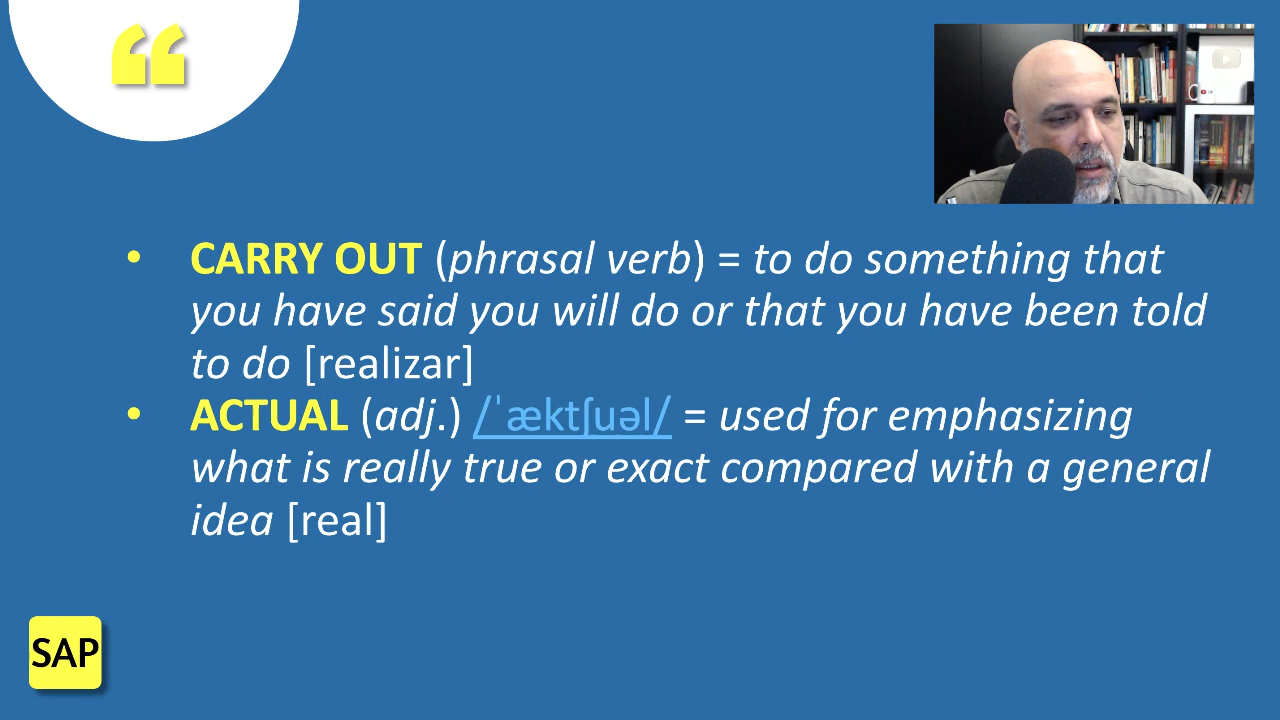 “
• CARRY OUT (phrasal verb) = to do something that
you have said you will do or that you have been told
to do [realizar]
• ACTUAL (adj.) /ˈæktʃuəl/ = used for emphasizing
what is really true or exact compared with a general
idea [real]
SAP